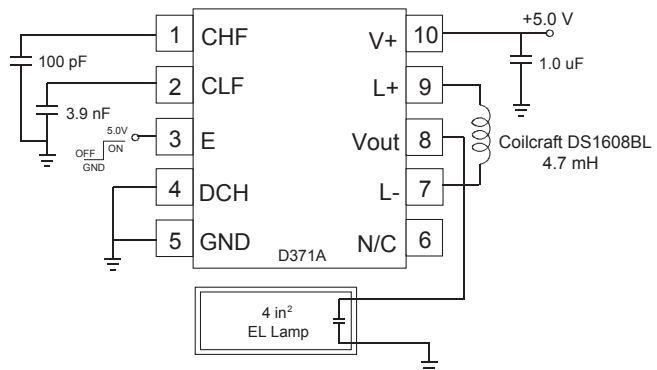 +5.0 V
1 CHF
V+ 10
100 pF
1.0 uF
2 CLF
L+ 9
3.9 nF
5.0V
OFF
ON
GND
3 E
Vout 8
Coilcraft DS1608BL
4.7 mH
4 DCH
L- 7
5 GND
N/C 6
D371A
4 in²
EL Lamp